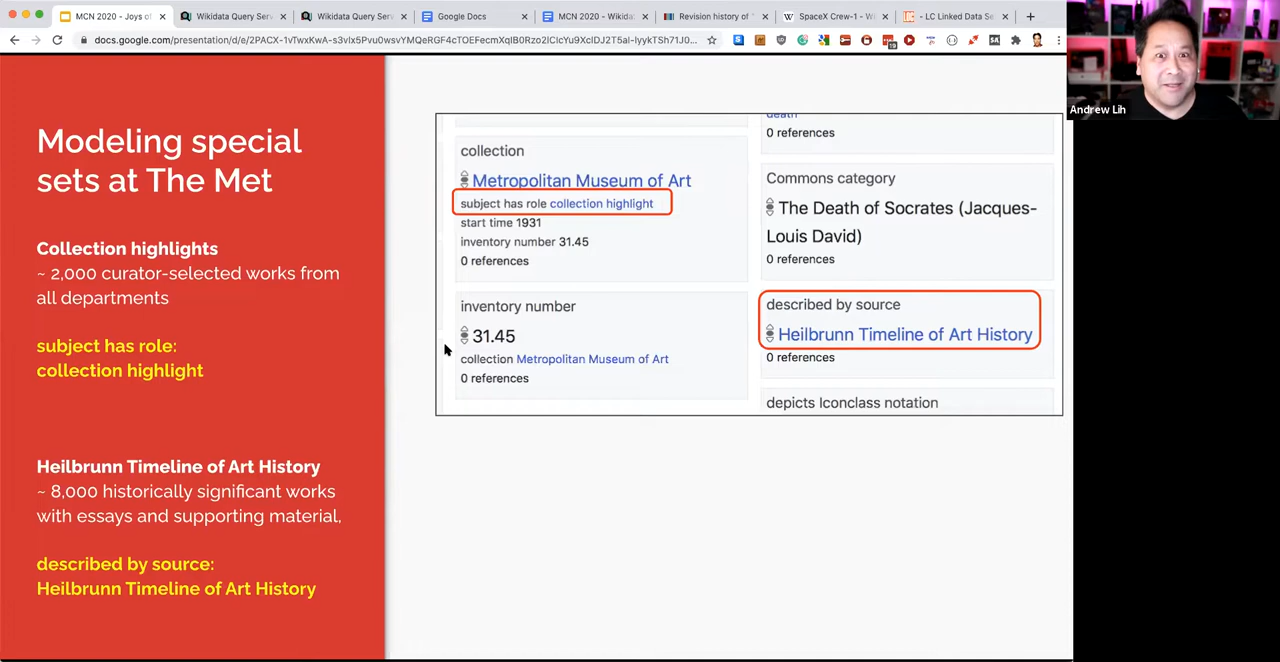 MCN 2020 - Joys of
Wikidata Query Serv
Wikidata Query Serv
Google Docs
MCN 2020 - Wikida
Revision history of "
SpaceX Crew-1 - Wi
- LC Linked Data Se
docs.google.com/presentation/d/e/
Andrew Lih
Modeling special
sets at The Met
Collection highlights
~ 2,000 curator-selected works from
all departments
subject has role:
collection highlight
Heilbrunn Timeline of Art History
~ 8,000 historically significant works
with essays and supporting material,
described by source:
Heilbrunn Timeline of Art History
collection
Metropolitan Museum of Art
subject has role collection highlight
start time 1931
inventory number 31.45
0 references
inventory number
31.45
collection Metropolitan Museum of Art
0 references
death
0 references
Commons category
The Death of Socrates (Jacques-
Louis David)
0 references
described by source
Heilbrunn Timeline of Art History
0 references
depicts Iconclass notation